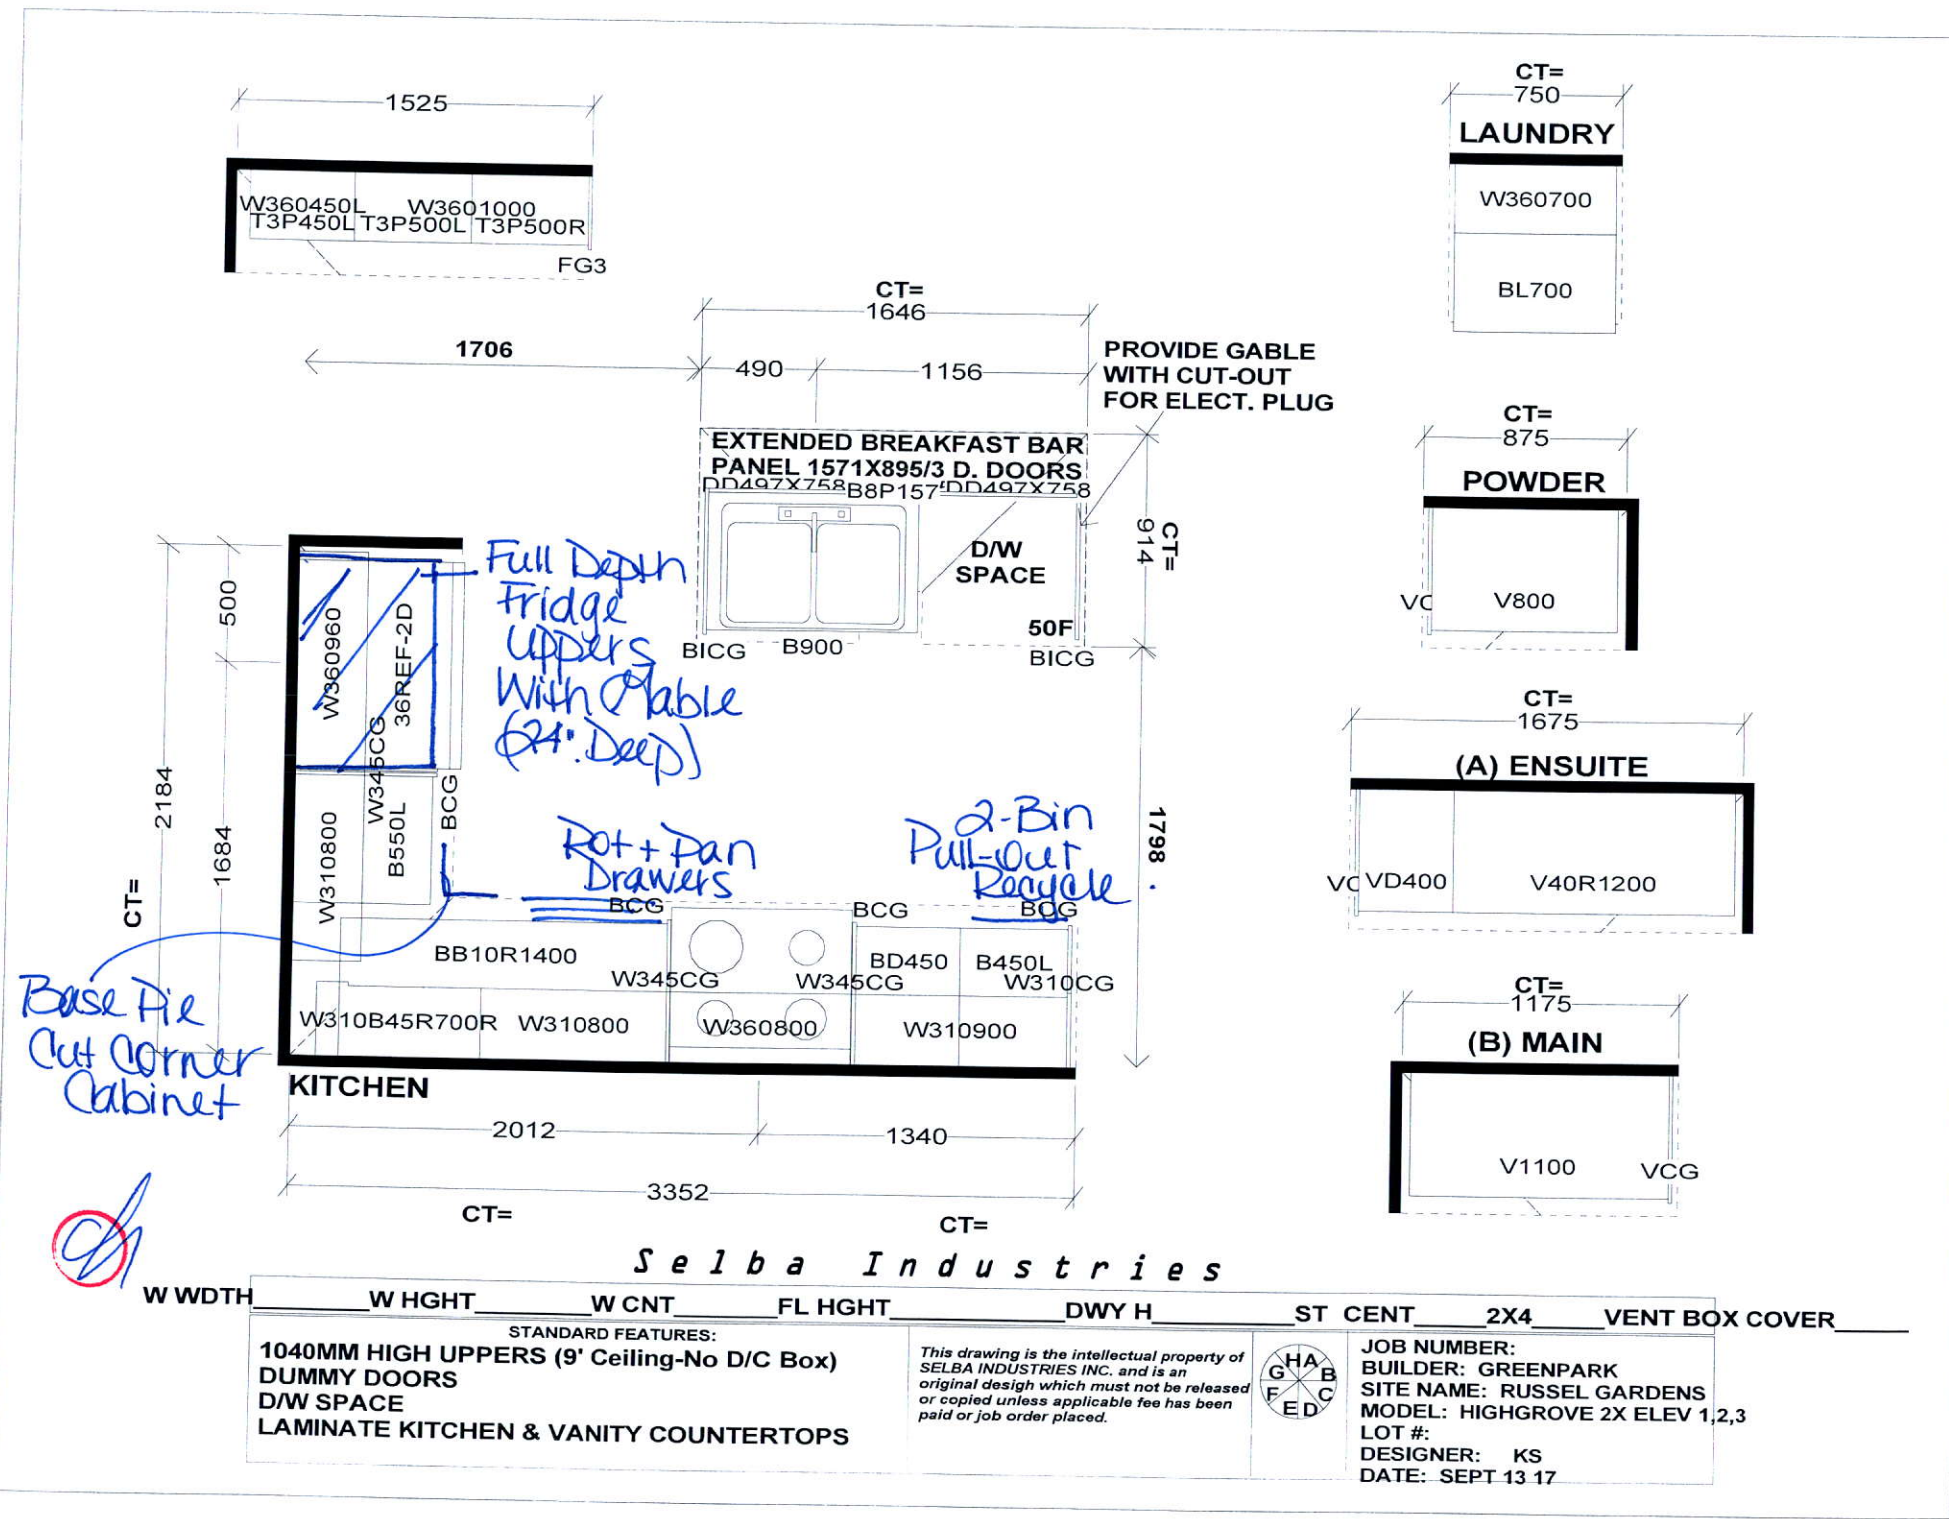 1525
W360450L W3601000
T3P450L T3P500L T3P500R
FG3
CT=
750
LAUNDRY
W360700
BL700
CT=
1646
1706
490
1156
PROVIDE GABLE
WITH CUT-OUT
FOR ELECT. PLUG
EXTENDED BREAKFAST BAR
PANEL 1571X895/3 D. DOORS
DD497X758 B8P157 DD497X758
D/W
SPACE
50F
BICG
B900
BICG
914
CT=
1798
CT=
875
POWDER
V800
CT=
1675
(A) ENSUITE
VD400
V40R1200
CT=
1175
(B) MAIN
V1100
VCG
500
2184
1684
CT=
W360960
36REF-2D
W345CG
W310800
B550L
BCG
Full Depth
Fridge
Uppers
With Gable
(24" Deep)
Pot + Pan
Drawers
2-Bin
Pull-Out
Recycle
BCG
BCG
BCG
BB10R1400
W345CG
W345CG
BD450
B450L
W310CG
W310B45R700R
W310800
W360800
W310900
Base Pie
Cut Corner
Cabinet
KITCHEN
2012
1340
3352
CT=
CT=
Selba Industries
W WDTH W HGHT W CNT FL HGHT DWY H ST CENT 2X4 VENT BOX COVER
STANDARD FEATURES:
1040MM HIGH UPPERS (9' Ceiling-No D/C Box)
DUMMY DOORS
D/W SPACE
LAMINATE KITCHEN & VANITY COUNTERTOPS
This drawing is the intellectual property of
SELBA INDUSTRIES INC. and is an
original desigh which must not be released
or copied unless applicable fee has been
paid or job order placed.
G H A B
F E D C
JOB NUMBER:
BUILDER: GREENPARK
SITE NAME: RUSSEL GARDENS
MODEL: HIGHGROVE 2X ELEV 1,2,3
LOT #:
DESIGNER: KS
DATE: SEPT 13 17